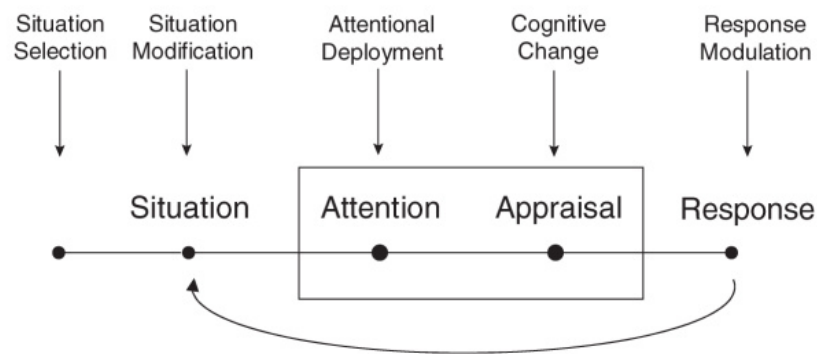 Situation
Selection
Situation
Modification
Attentional
Deployment
Cognitive
Change
Response
Modulation
Situation
Attention
Appraisal
Response